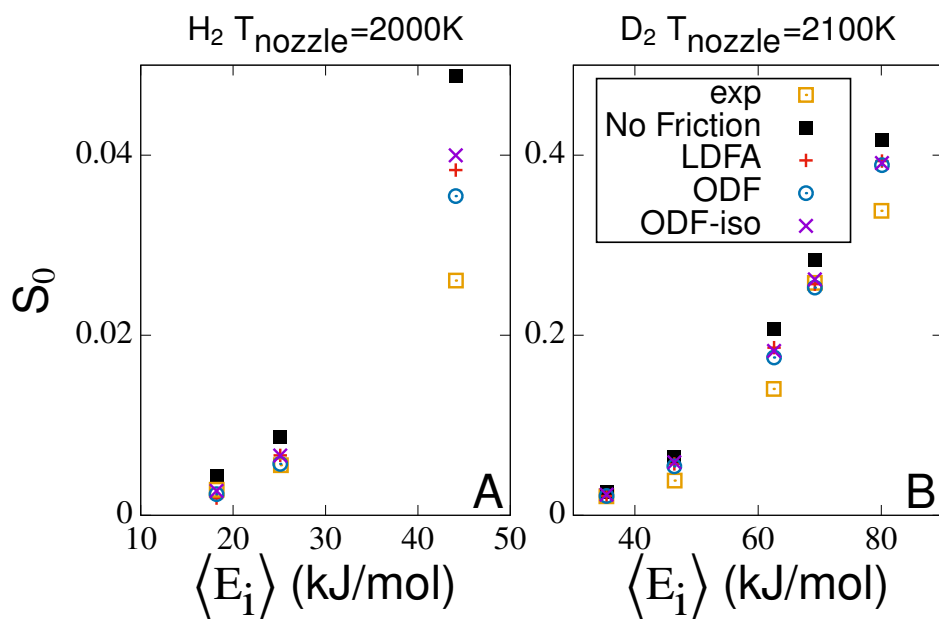 H2 Tnozzle=2000K
D2 Tnozzle=2100K
S0
0.04
0.02
0
10 20 30 40 50
A
⟨Ei⟩ (kJ/mol)
0.4
0.2
0
40 60 80
B
⟨Ei⟩ (kJ/mol)
exp
No Friction
LDFA
ODF
ODF-iso